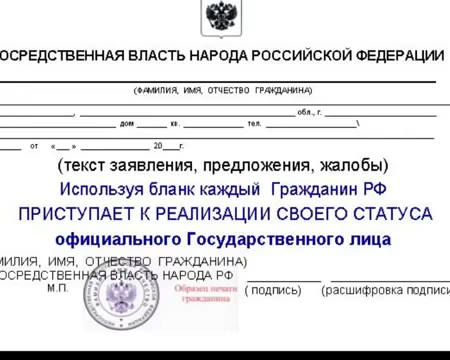 ОСРЕДСТВЕННАЯ ВЛАСТЬ НАРОДА РОССИЙСКОЙ ФЕДЕРАЦИИ
(ФАМИЛИЯ, ИМЯ, ОТЧЕСТВО ГРАЖДАНИНА)
, обл., г.
дом кв. тел. \
от « » 20 г.
(текст заявления, предложения, жалобы)
Используя бланк каждый Гражданин РФ
ПРИСТУПАЕТ К РЕАЛИЗАЦИИ СВОЕГО СТАТУСА
официального Государственного лица
МИЛИЯ, ИМЯ, ОТЧЕСТВО ГРАЖДАНИНА)
ОСРЕДСТВЕННАЯ ВЛАСТЬ НАРОДА РФ
М.П.
Образец печати
гражданина
( подпись) (расшифровка подписи